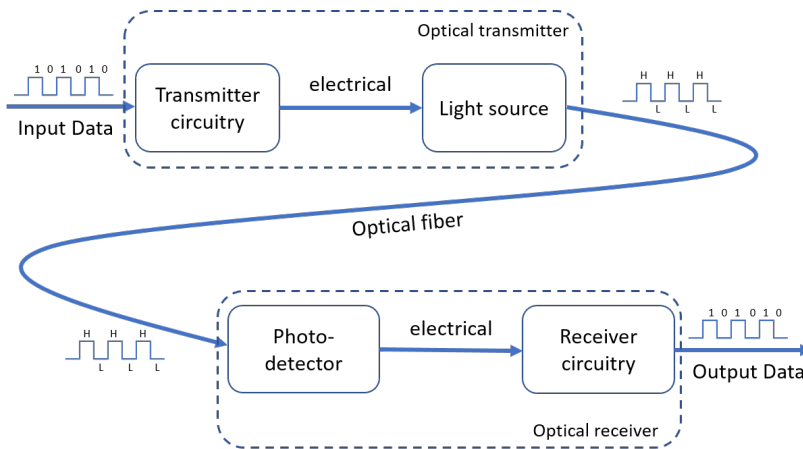 Optical transmitter
1 0 1 0 1 0
Input Data
Transmitter
circuitry
electrical
Light source
H H H
L L L
Optical fiber
H H H
L L L
Photo-
detector
electrical
Receiver
circuitry
1 0 1 0 1 0
Output Data
Optical receiver